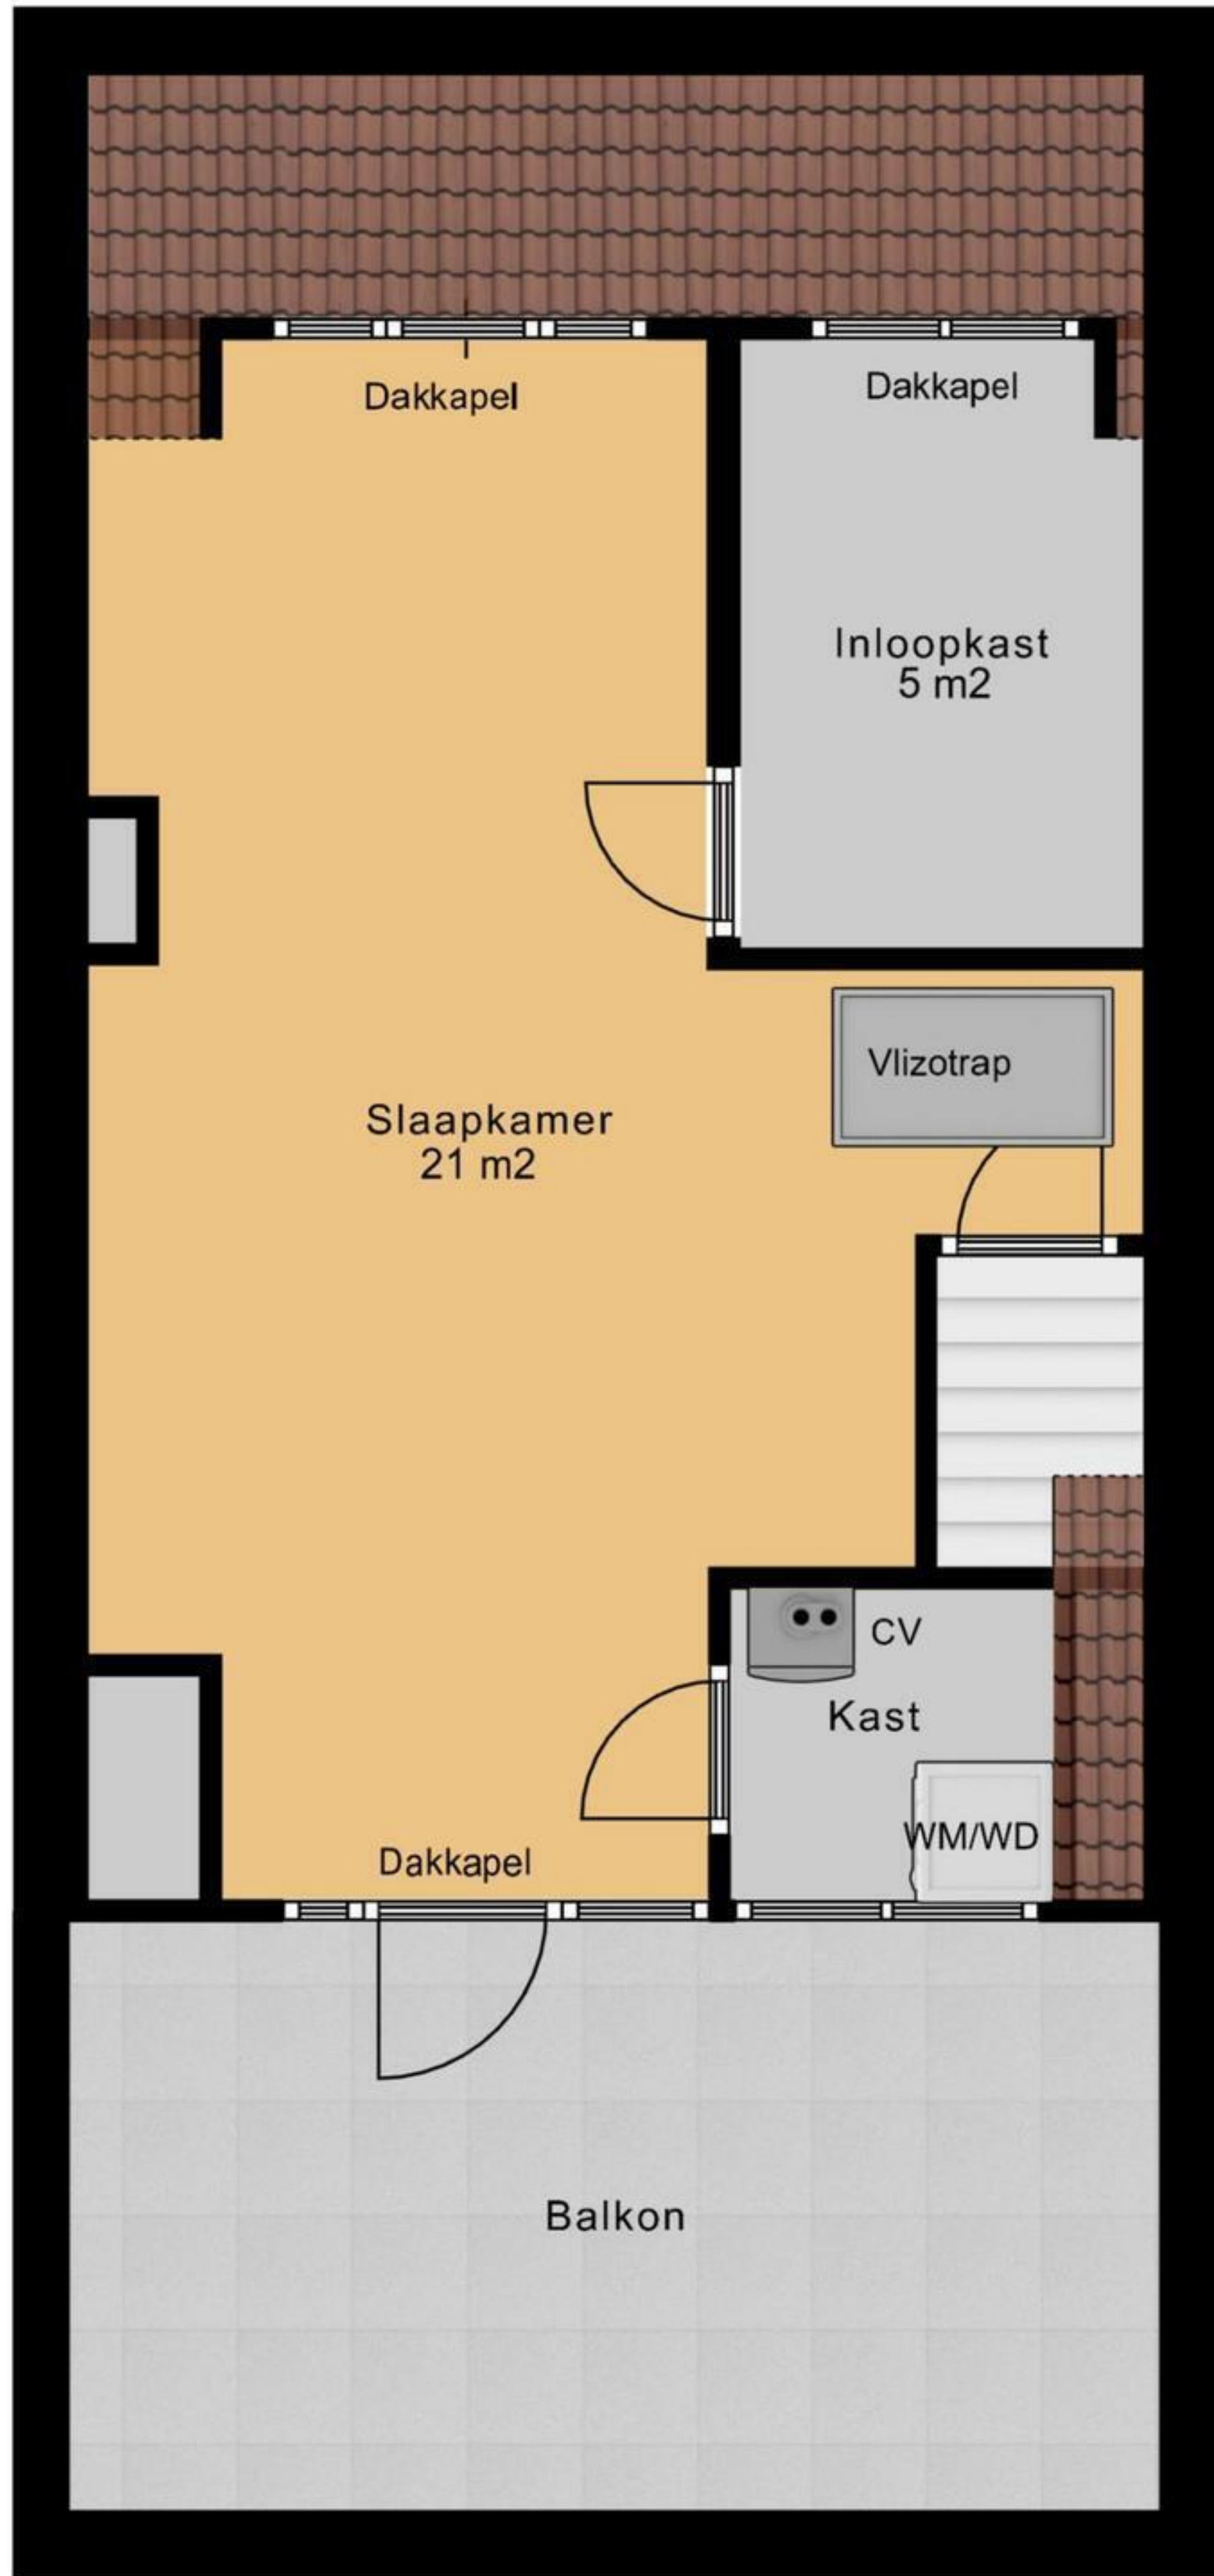 Dakkapel
Dakkapel
Inloopkast
5 m2
Vlizotrap
Slaapkamer
21 m2
CV
Kast
WM/WD
Dakkapel
Balkon